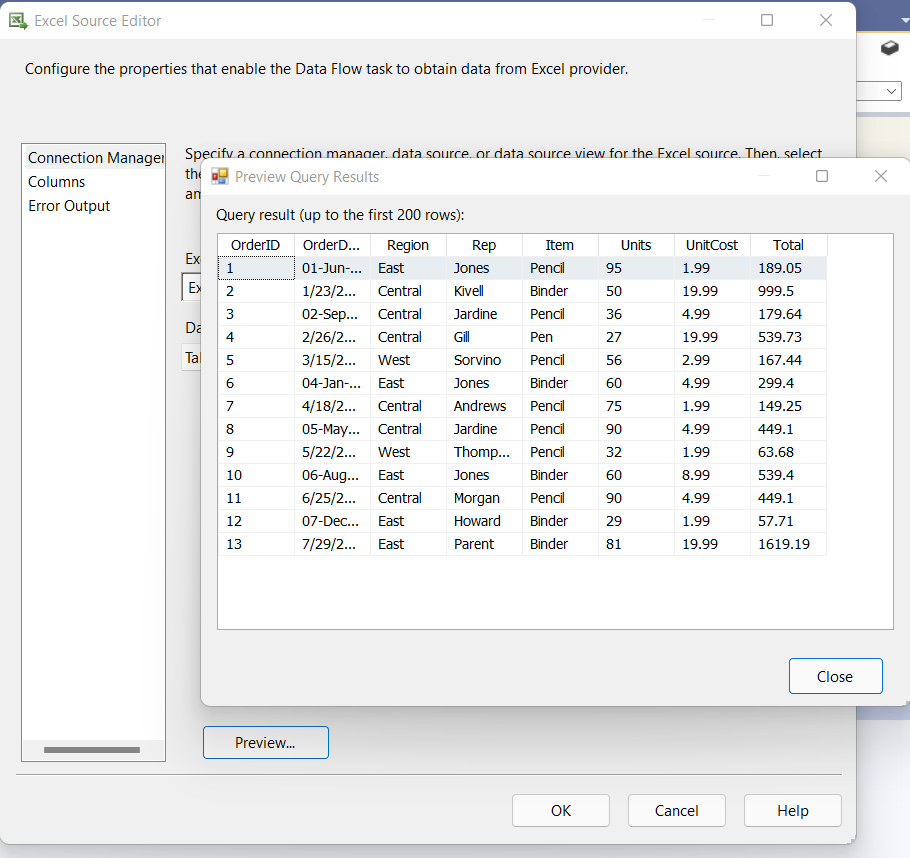 Excel Source Editor
Configure the properties that enable the Data Flow task to obtain data from Excel provider.
Connection Manager
Columns
Error Output
Specify a connection manager, data source, or data source view for the Excel source. Then, select
Preview Query Results
Query result (up to the first 200 rows):
OrderID OrderD... Region Rep Item Units UnitCost Total
1 01-Jun-... East Jones Pencil 95 1.99 189.05
2 1/23/2... Central Kivell Binder 50 19.99 999.5
3 02-Sep... Central Jardine Pencil 36 4.99 179.64
4 2/26/2... Central Gill Pen 27 19.99 539.73
5 3/15/2... West Sorvino Pencil 56 2.99 167.44
6 04-Jan-... East Jones Binder 60 4.99 299.4
7 4/18/2... Central Andrews Pencil 75 1.99 149.25
8 05-May... Central Jardine Pencil 90 4.99 449.1
9 5/22/2... West Thomp... Pencil 32 1.99 63.68
10 06-Aug... East Jones Binder 60 8.99 539.4
11 6/25/2... Central Morgan Pencil 90 4.99 449.1
12 07-Dec... East Howard Binder 29 1.99 57.71
13 7/29/2... East Parent Binder 81 19.99 1619.19
Close
Preview...
OK Cancel Help